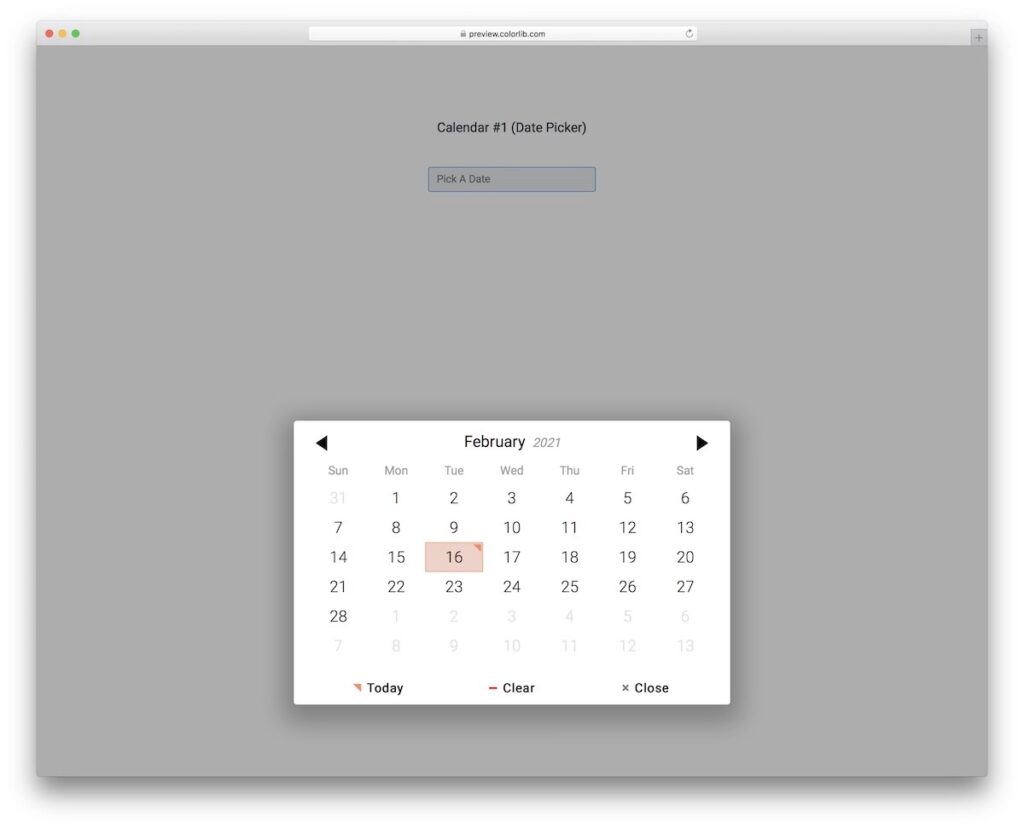 preview.colorlib.com
Calendar #1 (Date Picker)
Pick A Date
February 2021
Sun Mon Tue Wed Thu Fri Sat
31 1 2 3 4 5 6
7 8 9 10 11 12 13
14 15 16 17 18 19 20
21 22 23 24 25 26 27
28 1 2 3 4 5 6
7 8 9 10 11 12 13
Today Clear Close